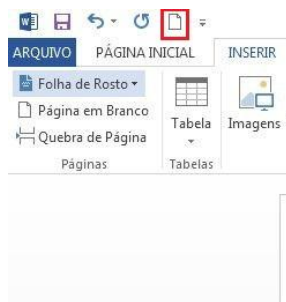 ARQUIVO PÁGINA INICIAL INSERIR
Folha de Rosto
Página em Branco
Quebra de Página
Páginas
Tabela
Tabelas
Imagens